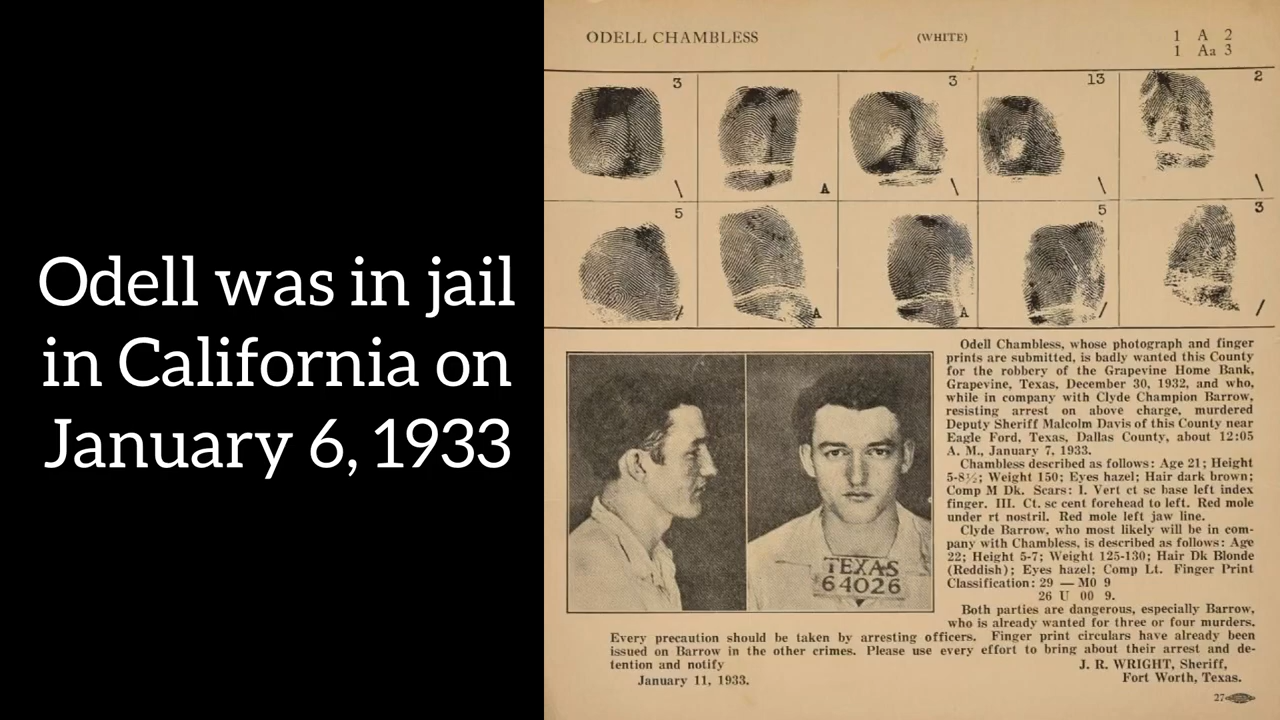 Odell was in jail
in California on
January 6, 1933
ODELL CHAMBLESS (WHITE) 1 A 2
1 Aa 3
3 3 13 2
\ A \ \ \
5 5 3
/ A A / /
Odell Chambless, whose photograph and finger
prints are submitted, is badly wanted this County
for the robbery of the Grapevine Home Bank,
Grapevine, Texas, December 30, 1932, and who,
while in company with Clyde Champion Barrow,
resisting arrest on above charge, murdered
Deputy Sheriff Malcolm Davis of this County near
Eagle Ford, Texas, Dallas County, about 12:05
A. M., January 7, 1933.
Chambless described as follows: Age 21; Height
5-8½; Weight 150; Eyes hazel; Hair dark brown;
Comp M Dk. Scars: I. Vert ct sc base left index
finger. III. Ct. sc cent forehead to left. Red mole
under rt nostril. Red mole left jaw line.
Clyde Barrow, who most likely will be in com-
pany with Chambless, is described as follows: Age
22; Height 5-7; Weight 125-130; Hair Dk Blonde
(Reddish); Eyes hazel; Comp Lt. Finger Print
Classification: 29 — M0 9
26 U 00 9.
Both parties are dangerous, especially Barrow,
who is already wanted for three or four murders.
Every precaution should be taken by arresting officers. Finger print circulars have already been
issued on Barrow in the other crimes. Please use every effort to bring about their arrest and de-
tention and notify J. R. WRIGHT, Sheriff,
January 11, 1933. Fort Worth, Texas.
TEXAS
64026
27